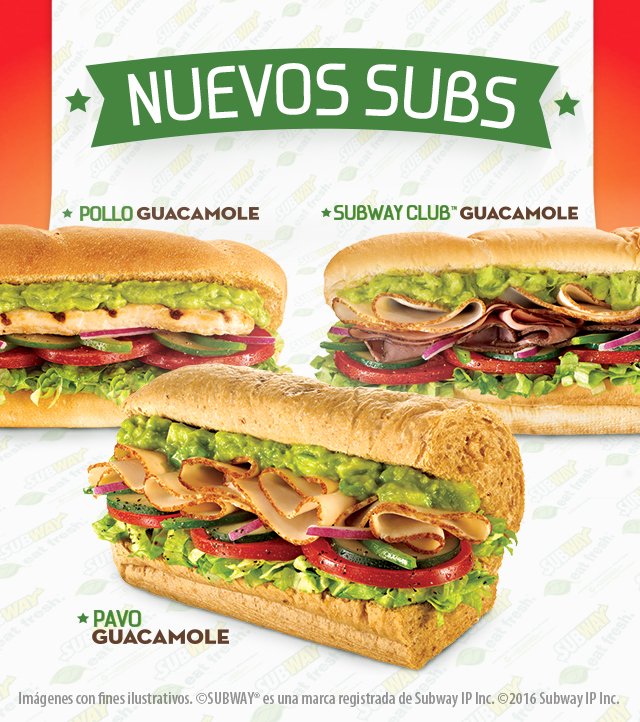 NUEVOS SUBS
POLLO GUACAMOLE
SUBWAY CLUB™ GUACAMOLE
PAVO
GUACAMOLE
Imágenes con fines ilustrativos. ©SUBWAY® es una marca registrada de Subway IP Inc. ©2016 Subway IP Inc.